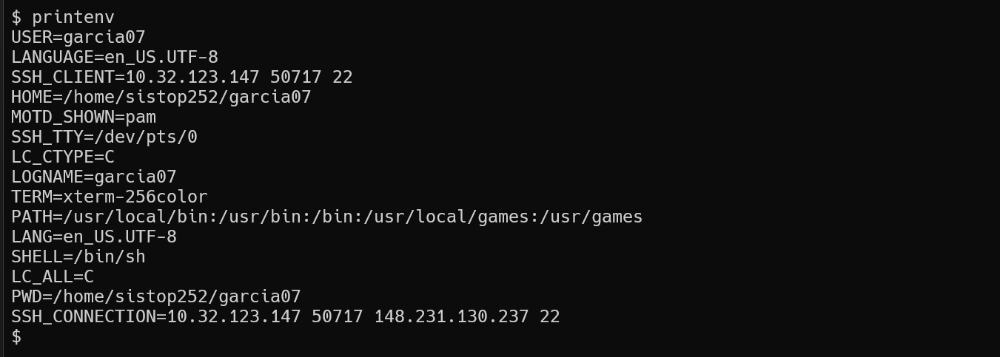 $ printenv
USER=garcia07
LANGUAGE=en_US.UTF-8
SSH_CLIENT=10.32.123.147 50717 22
HOME=/home/sistop252/garcia07
MOTD_SHOWN=pam
SSH_TTY=/dev/pts/0
LC_CTYPE=C
LOGNAME=garcia07
TERM=xterm-256color
PATH=/usr/local/bin:/usr/bin:/bin:/usr/local/games:/usr/games
LANG=en_US.UTF-8
SHELL=/bin/sh
LC_ALL=C
PWD=/home/sistop252/garcia07
SSH_CONNECTION=10.32.123.147 50717 148.231.130.237 22
$